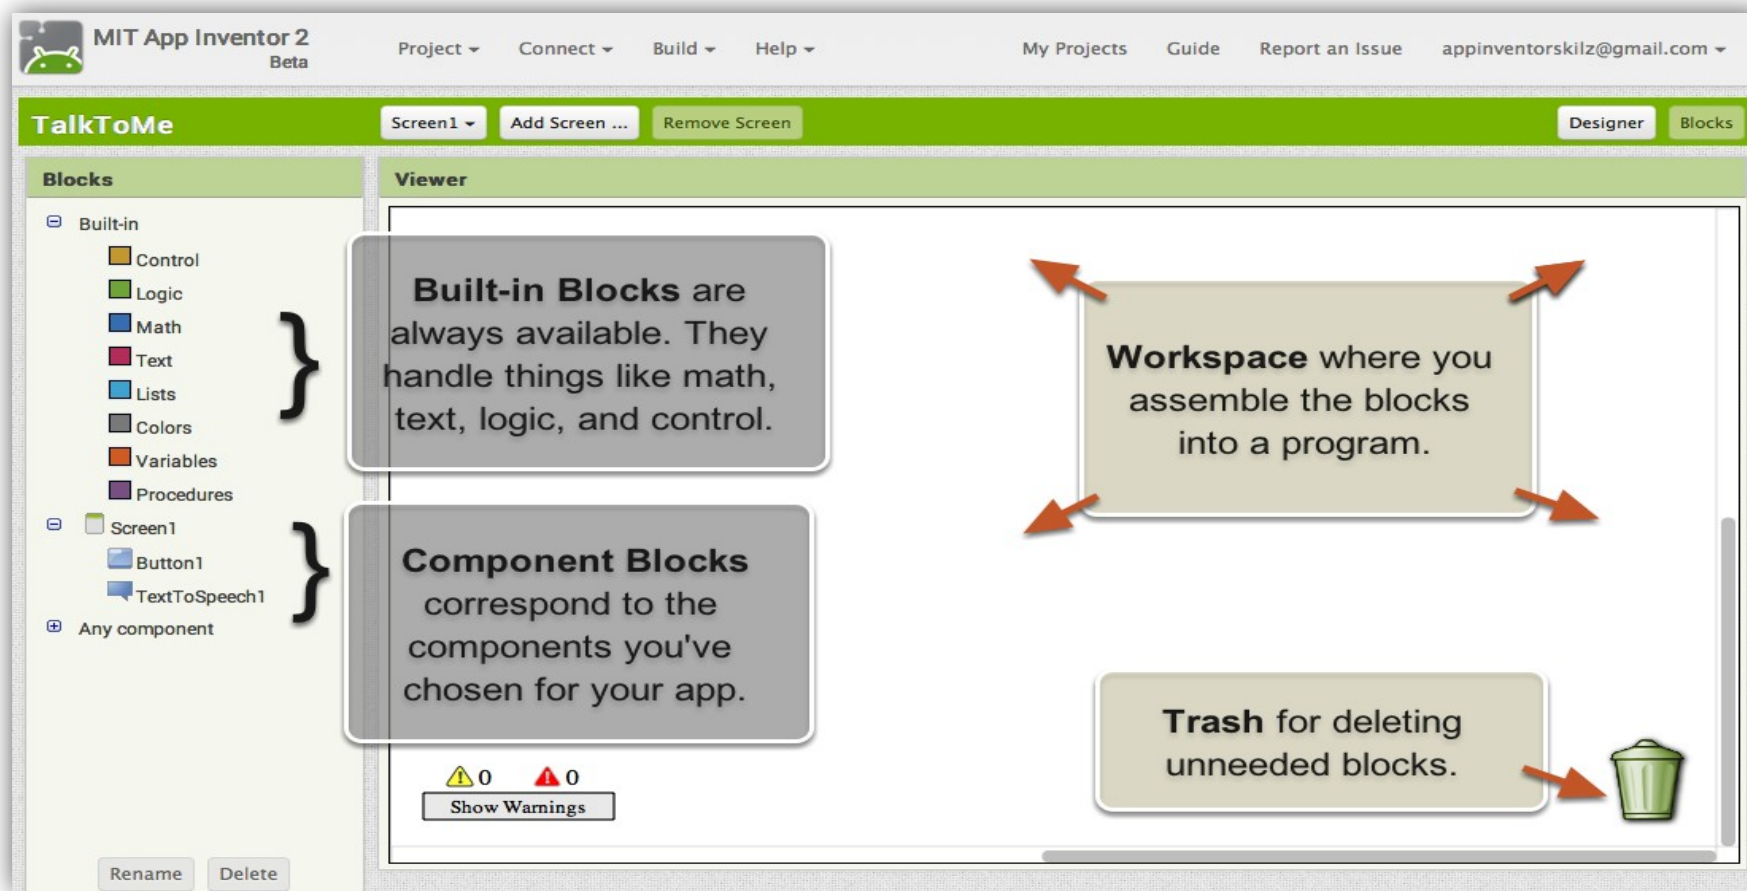 MIT App Inventor 2
Beta
Project Connect Build Help My Projects Guide Report an Issue appinventorskilz@gmail.com
TalkToMe Screen1 Add Screen ... Remove Screen Designer Blocks
Blocks
Built-in
Control
Logic
Math
Text
Lists
Colors
Variables
Procedures
Screen1
Button1
TextToSpeech1
Any component
Rename Delete
Viewer
Built-in Blocks are
always available. They
handle things like math,
text, logic, and control.
Component Blocks
correspond to the
components you've
chosen for your app.
Workspace where you
assemble the blocks
into a program.
Trash for deleting
unneeded blocks.
0 0
Show Warnings